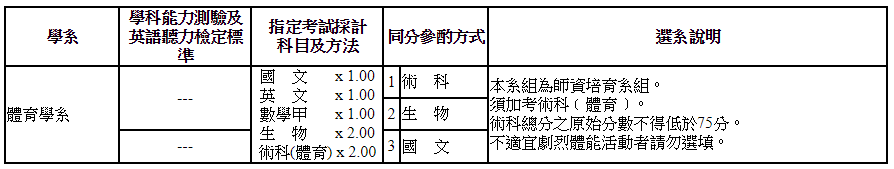 學系
學科能力測驗及
英語聽力檢定標
準
指定考試採計
科目及方法
同分參酌方式
選系說明
體育學系
---
---
國　文　x 1.00
英　文　x 1.00
數學甲　x 1.00
生　物　x 2.00
術科(體育) x 2.00
1 術　科
2 生　物
3 國　文
本系組為師資培育系組。
須加考術科﹝體育﹞。
術科總分之原始分數不得低於75分。
不適宜劇烈體能活動者請勿選填。